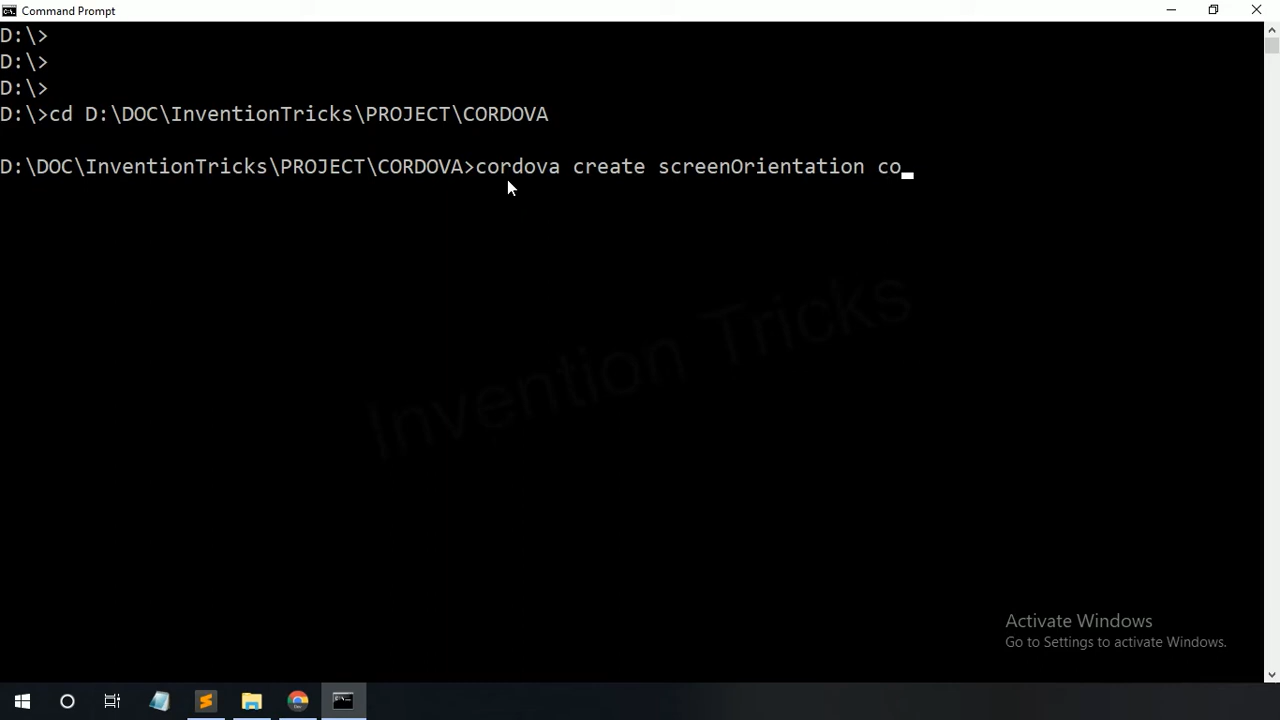 Command Prompt
D:\>
D:\>
D:\>
D:\>cd D:\DOC\InventionTricks\PROJECT\CORDOVA
D:\DOC\InventionTricks\PROJECT\CORDOVA>cordova create screenOrientation co
Invention Tricks
Activate Windows
Go to Settings to activate Windows.